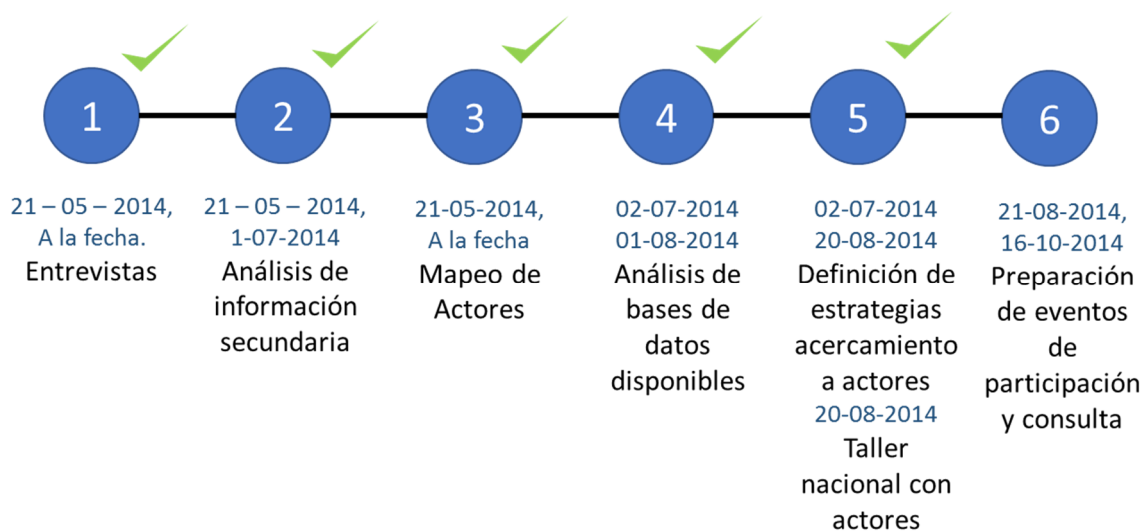 1
21 – 05 – 2014,
A la fecha.
Entrevistas
2
21 – 05 – 2014,
1-07-2014
Análisis de
información
secundaria
3
21-05-2014,
A la fecha
Mapeo de
Actores
4
02-07-2014
01-08-2014
Análisis de
bases de
datos
disponibles
5
02-07-2014
20-08-2014
Definición de
estrategias
acercamiento
a actores
20-08-2014
Taller
nacional con
actores
6
21-08-2014,
16-10-2014
Preparación
de eventos
de
participación
y consulta